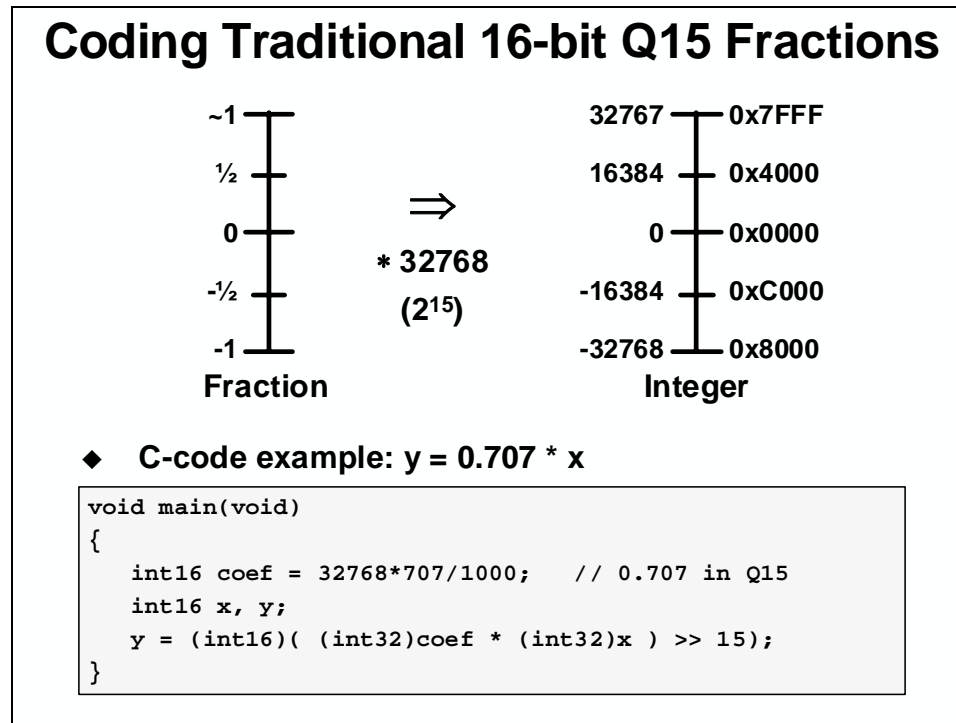 Coding Traditional 16-bit Q15 Fractions
~1
½
0
-½
-1
Fraction
⇒
* 32768
(2¹⁵)
32767 0x7FFF
16384 0x4000
0 0x0000
-16384 0xC000
-32768 0x8000
Integer
◆ C-code example: y = 0.707 * x
void main(void)
{
int16 coef = 32768*707/1000; // 0.707 in Q15
int16 x, y;
y = (int16)( (int32)coef * (int32)x ) >> 15);
}